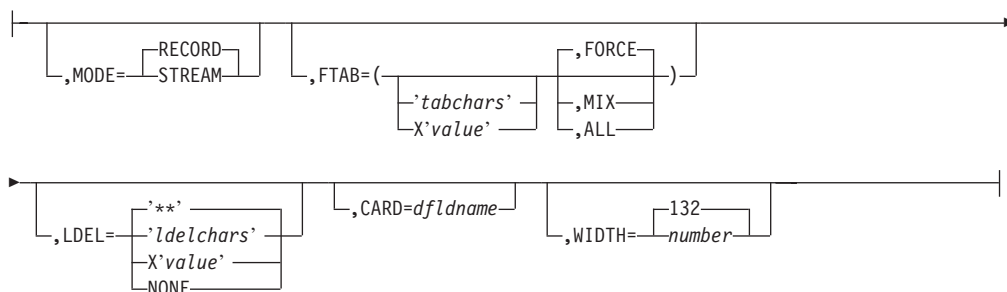 RECORD ,FORCE
,MODE= STREAM ,FTAB=( )
'tabchars' ,MIX
X'value' ,ALL
'**' ,CARD=dfldname 132
,LDEL= 'ldelchars' ,WIDTH= number
X'value'
NONE